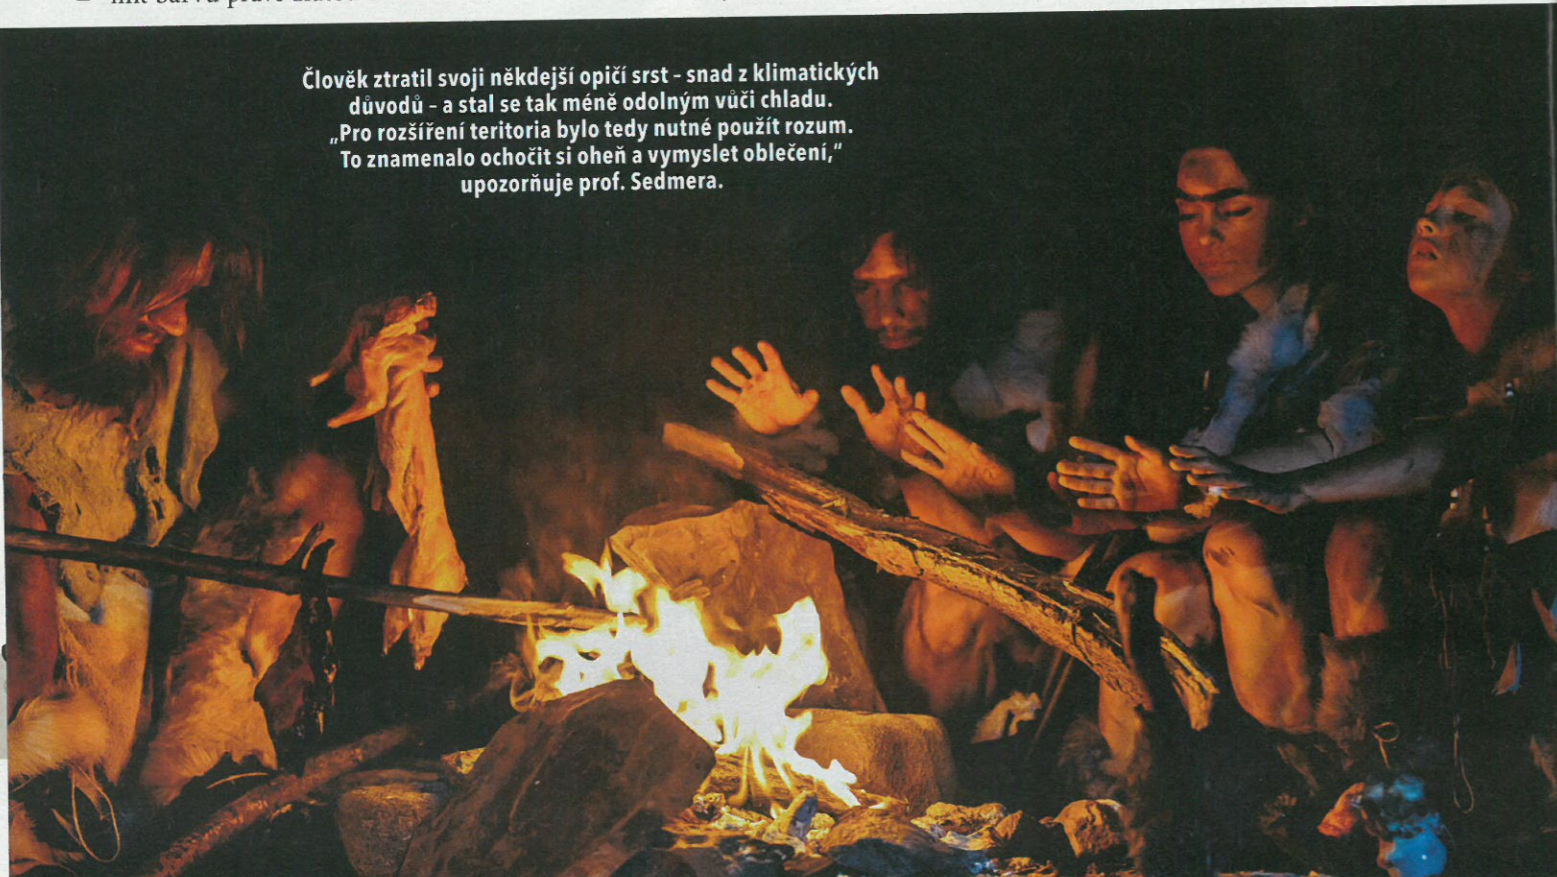 Člověk ztratil svoji někdejší opičí srst – snad z klimatických
důvodů – a stal se tak méně odolným vůči chladu.
„Pro rozšíření teritoria bylo tedy nutné použít rozum.
To znamenalo ochočit si oheň a vymyslet oblečení,“
upozorňuje prof. Sedmera.